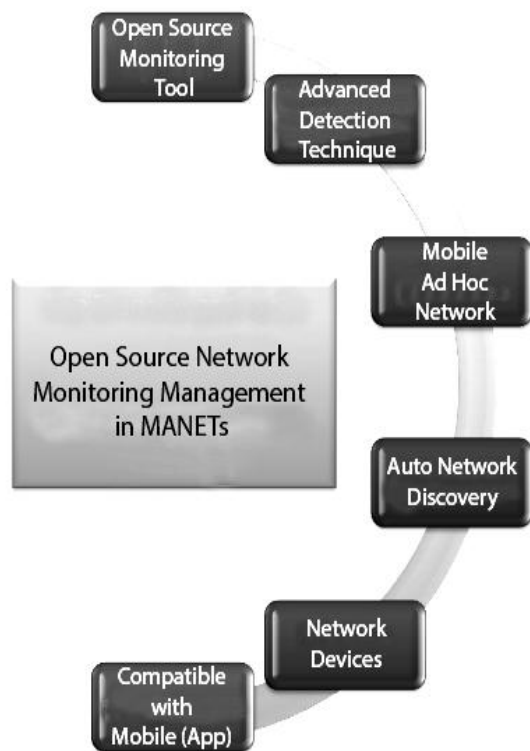 Open Source
Monitoring
Tool
Advanced
Detection
Technique
Mobile
Ad Hoc
Network
Open Source Network
Monitoring Management
in MANETs
Auto Network
Discovery
Network
Devices
Compatible
with
Mobile (App)